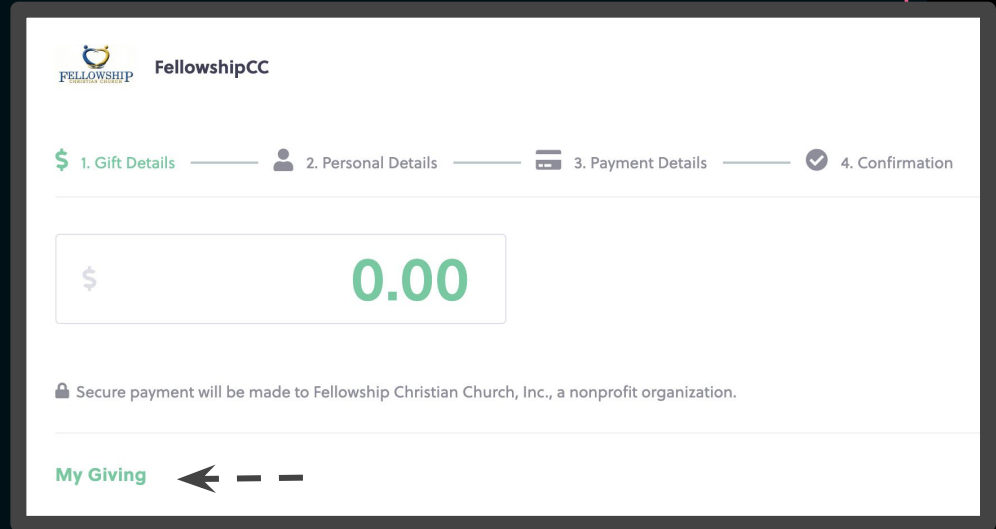 FELLOWSHIP
CHRISTIAN CHURCH
FellowshipCC
$ 1. Gift Details
2. Personal Details
3. Payment Details
4. Confirmation
$ 0.00
Secure payment will be made to Fellowship Christian Church, Inc., a nonprofit organization.
My Giving